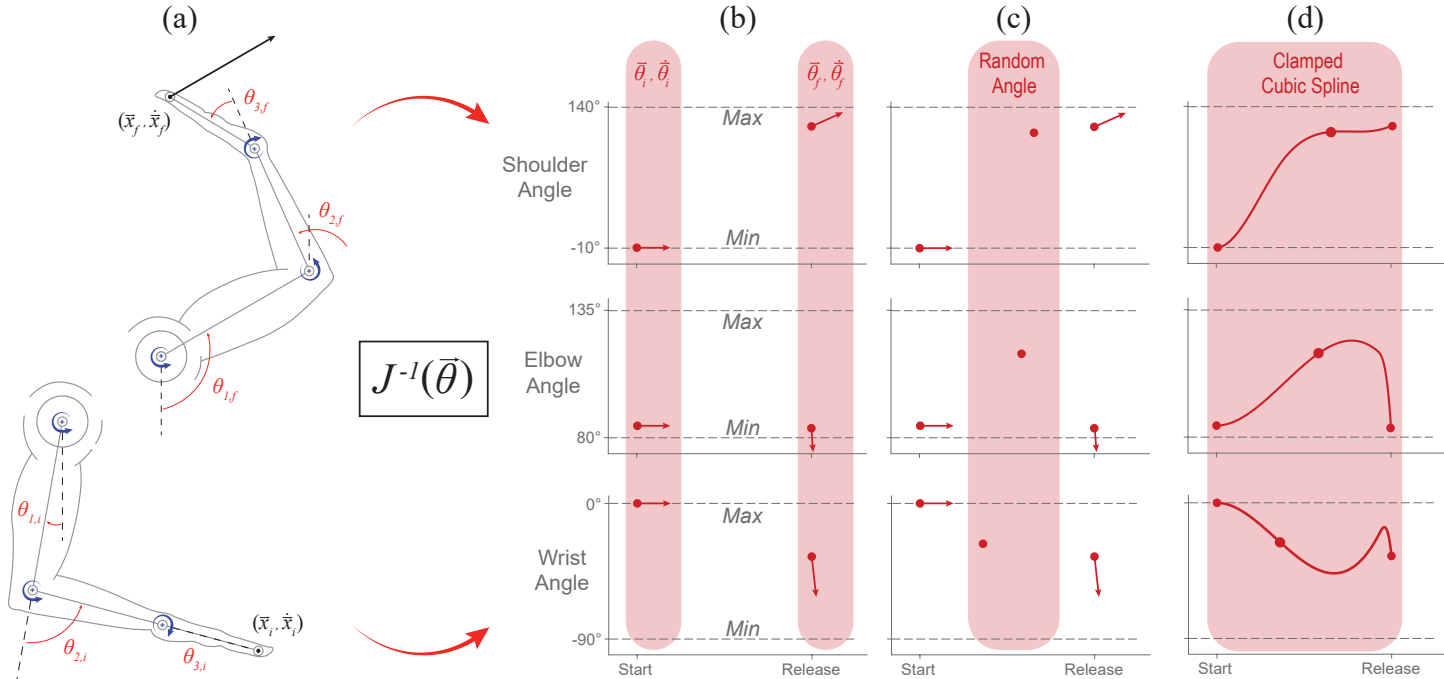 (a)
θ3,f
(x̅f , ẋ̅f)
θ2,f
θ1,f
θ1,i
θ2,i
θ3,i
(x̅i , ẋ̅i)
J⁻¹(θ⃗)
(b)
θ̅i , θ̇̅i
θ̅f , θ̇̅f
Shoulder
Angle
140°
Max
Min
-10°
Elbow
Angle
135°
Max
Min
80°
Wrist
Angle
0°
Max
Min
-90°
Start
Release
(c)
Random
Angle
Start
Release
(d)
Clamped
Cubic Spline
Start
Release